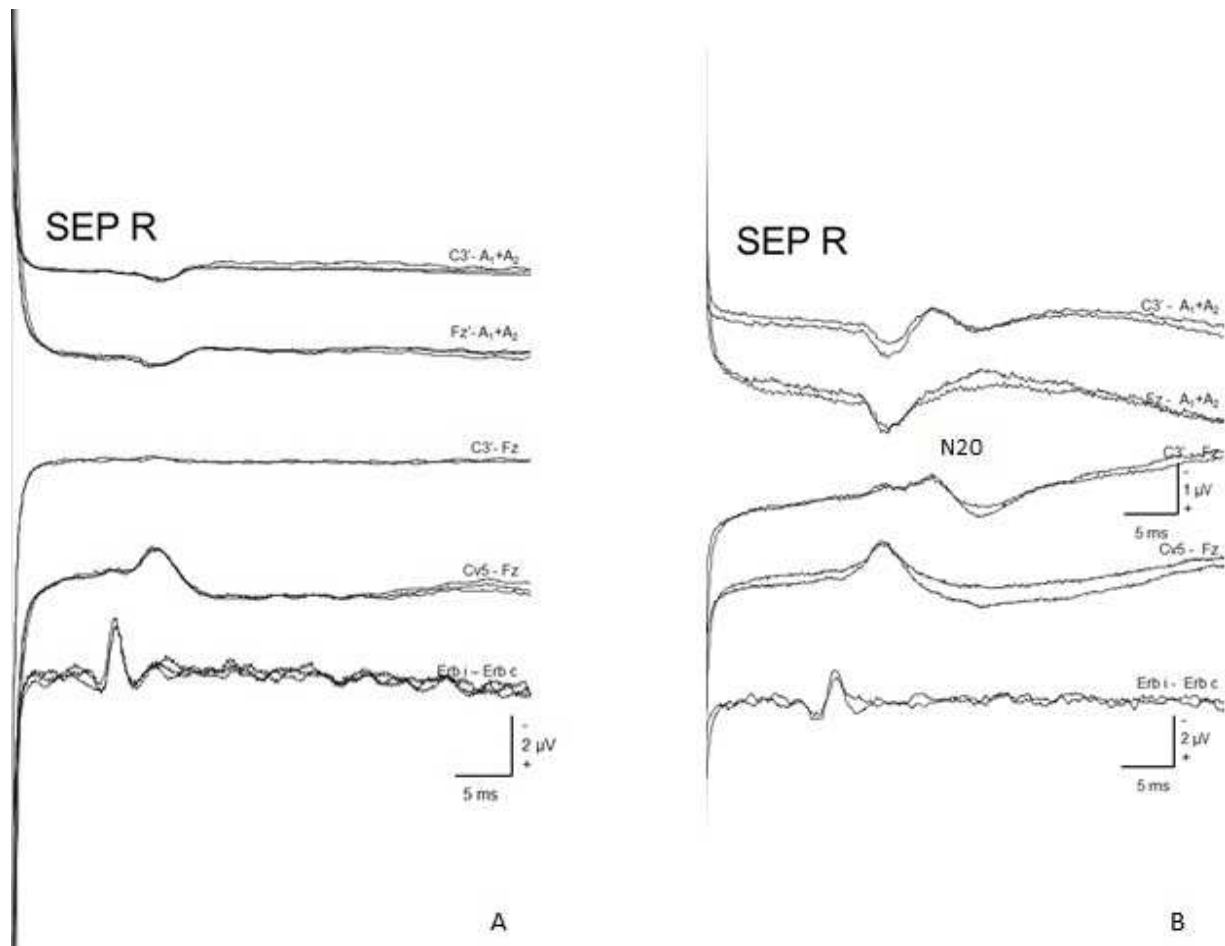 SEP R
C3'- A₁+A₂
Fz'- A₁+A₂
C3'- Fz
Cv5 - Fz
Erb i - Erb c
-
2 µV
+
5 ms
A
SEP R
C3' - A₁+A₂
Fz - A₁+A₂
N20
C3' - Fz
-
1 µV
+
5 ms
Cv5 - Fz
Erb i - Erb c
-
2 µV
+
5 ms
B